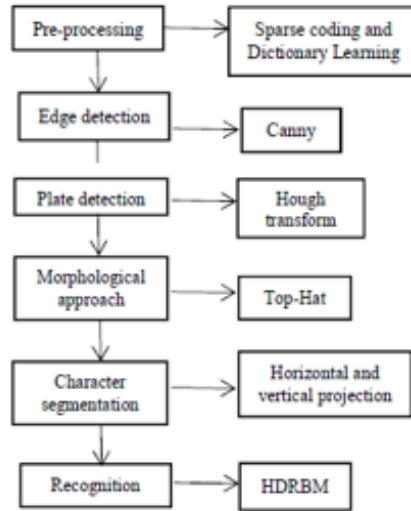 Pre-processing
Sparse coding and
Dictionary Learning
Edge detection
Canny
Plate detection
Hough
transform
Morphological
approach
Top-Hat
Character
segmentation
Horizontal and
vertical projection
Recognition
HDRBM